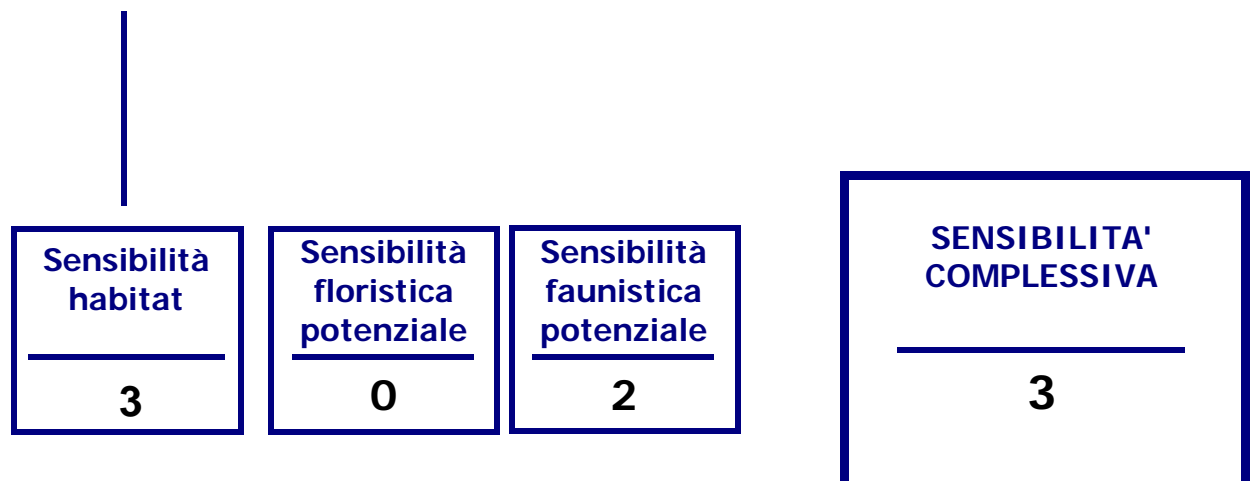 Sensibilità
habitat
3
Sensibilità
floristica
potenziale
0
Sensibilità
faunistica
potenziale
2
SENSIBILITA'
COMPLESSIVA
3